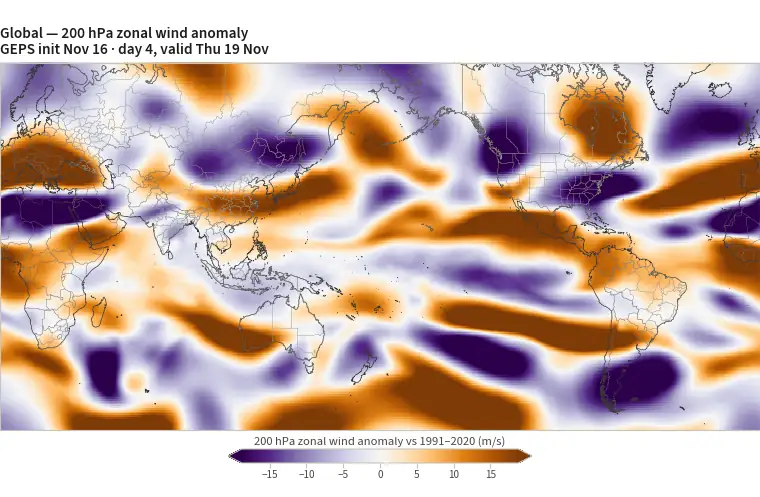 Global — 200 hPa zonal wind anomaly
GEPS init Nov 16 · day 4, valid Thu 19 Nov
200 hPa zonal wind anomaly vs 1991–2020 (m/s)
−15 −10 −5 0 5 10 15